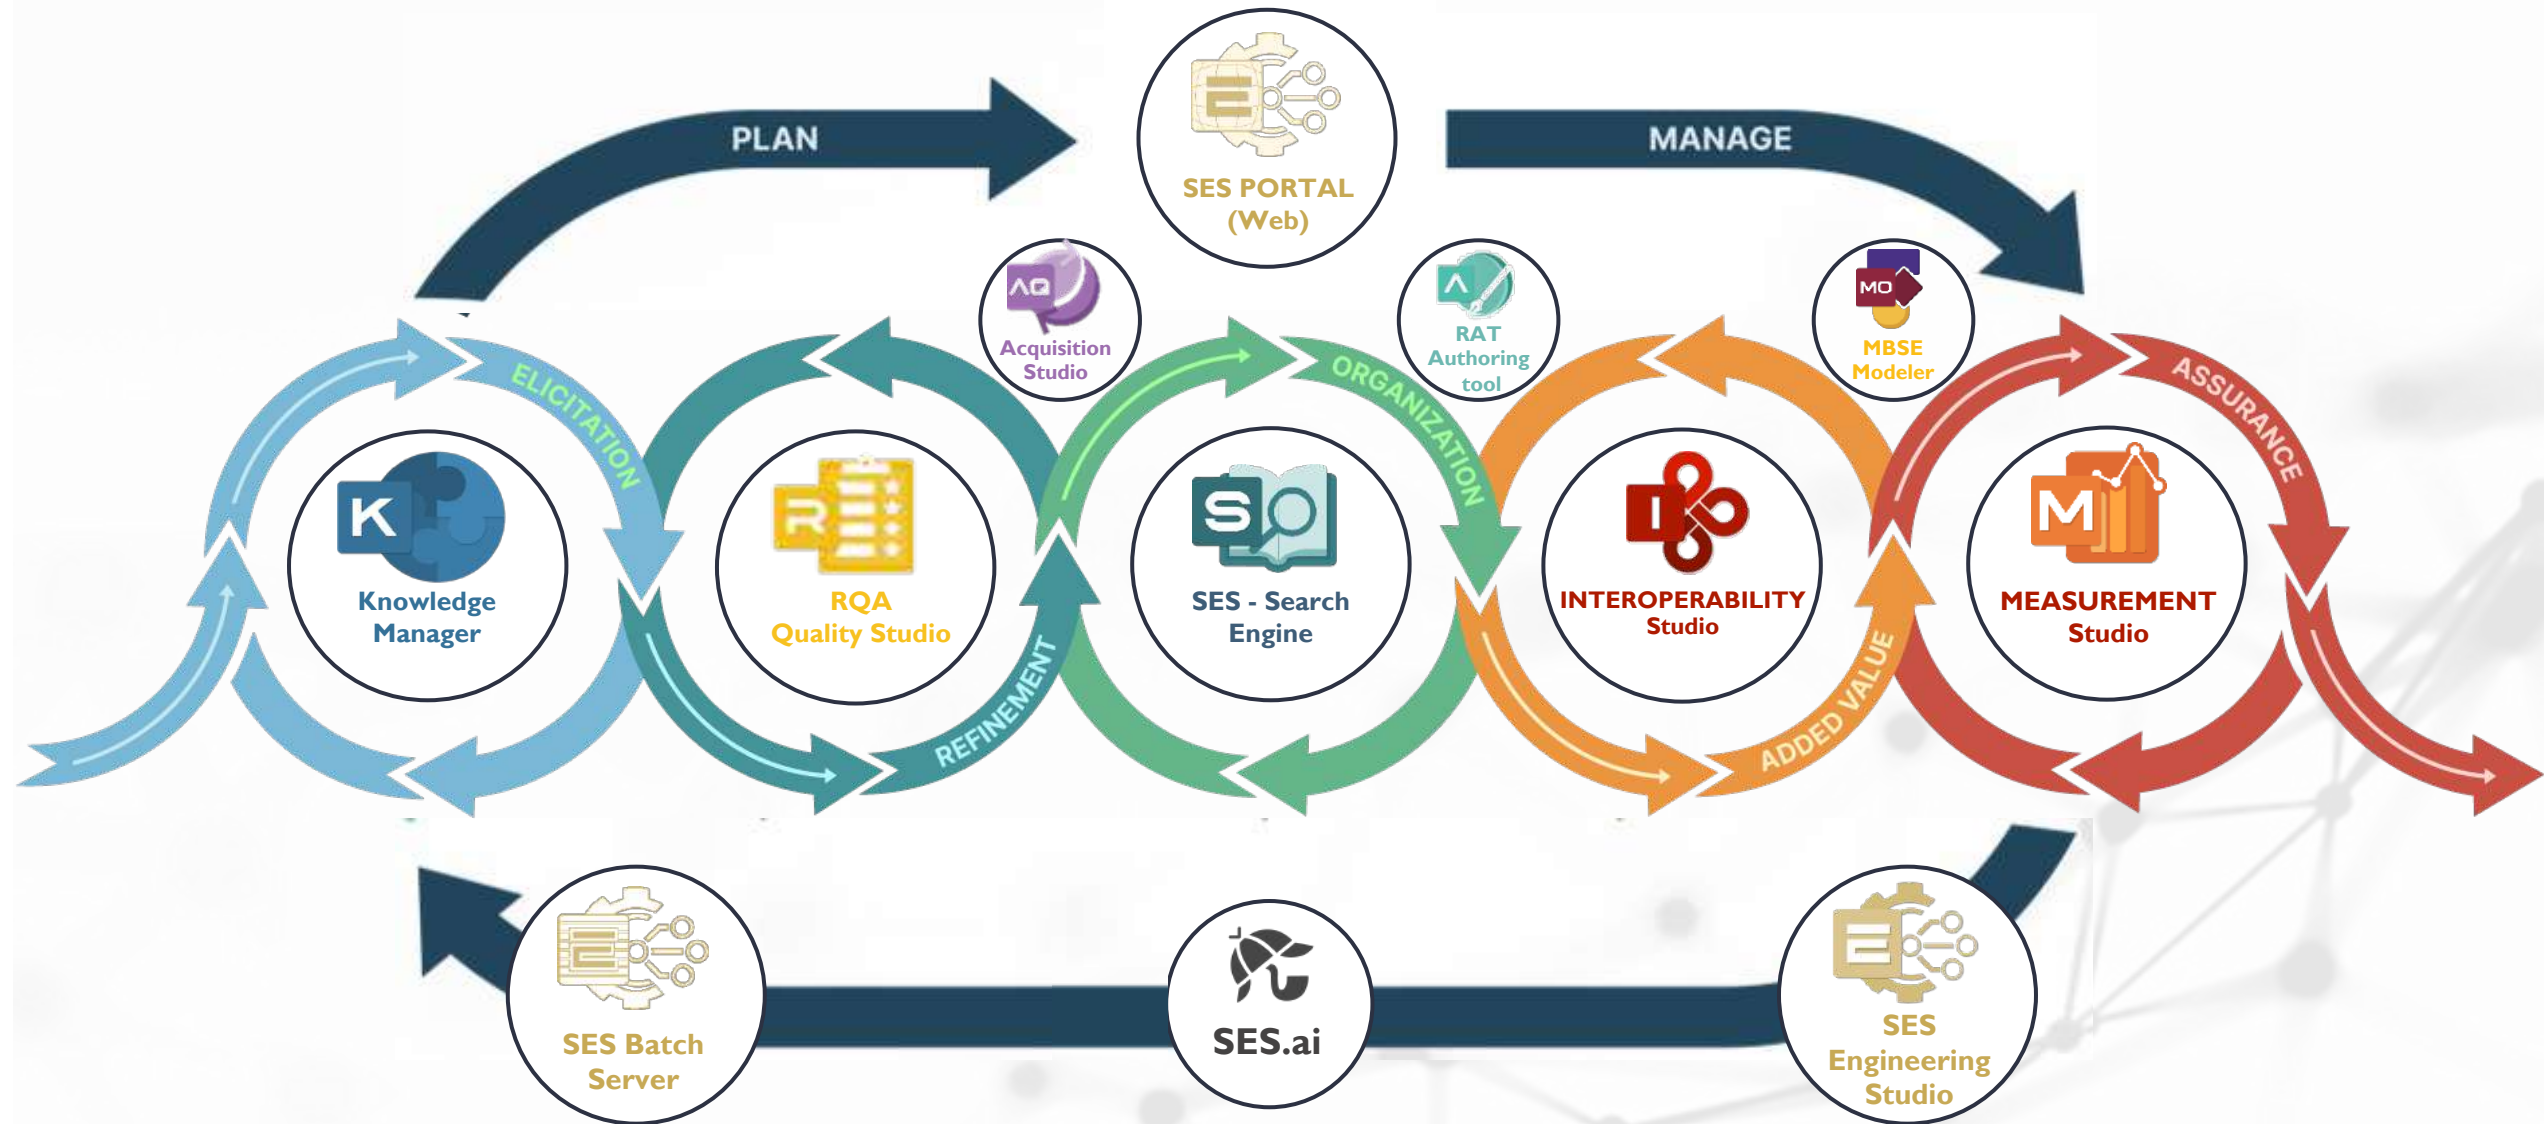 PLAN
MANAGE
SES PORTAL
(Web)
AQ
Acquisition
Studio
RAT
Authoring
tool
MO
MBSE
Modeler
ELICITATION
ORGANIZATION
ASSURANCE
K
Knowledge
Manager
R
RQA
Quality Studio
S
SES - Search
Engine
I
INTEROPERABILITY
Studio
M
MEASUREMENT
Studio
REFINEMENT
ADDED VALUE
E
SES Batch
Server
SES.ai
E
SES
Engineering
Studio